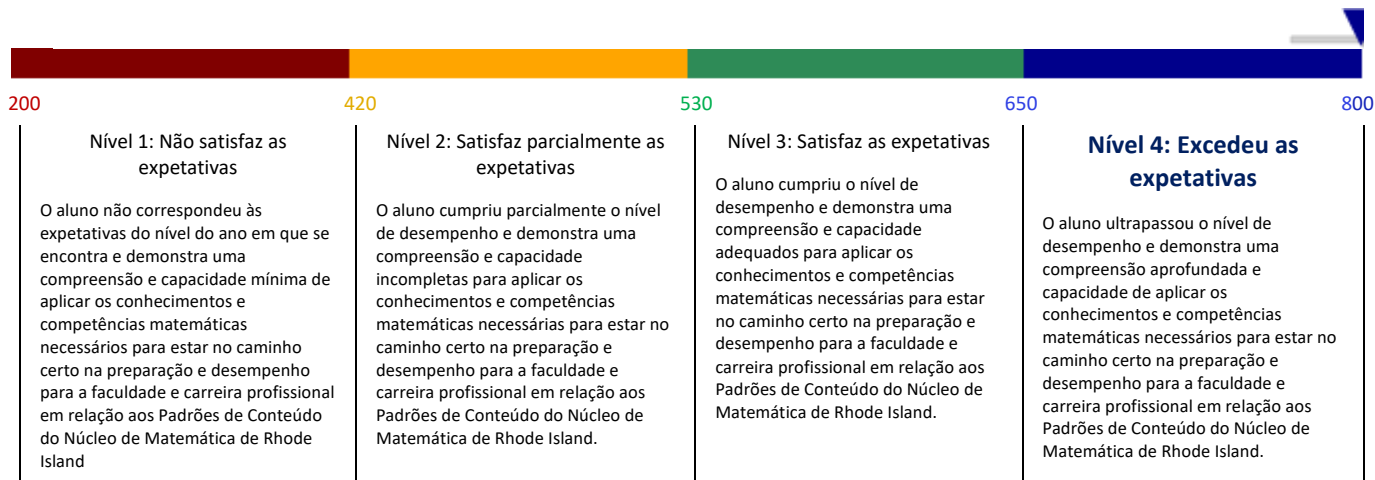 200
420
530
650
800
Nível 1: Não satisfaz as
expetativas
O aluno não correspondeu às
expetativas do nível do ano em que se
encontra e demonstra uma
compreensão e capacidade mínima de
aplicar os conhecimentos e
competências matemáticas
necessários para estar no caminho
certo na preparação e desempenho
para a faculdade e carreira profissional
em relação aos Padrões de Conteúdo
do Núcleo de Matemática de Rhode
Island
Nível 2: Satisfaz parcialmente as
expetativas
O aluno cumpriu parcialmente o nível
de desempenho e demonstra uma
compreensão e capacidade
incompletas para aplicar os
conhecimentos e competências
matemáticas necessárias para estar no
caminho certo na preparação e
desempenho para a faculdade e
carreira profissional em relação aos
Padrões de Conteúdo do Núcleo de
Matemática de Rhode Island.
Nível 3: Satisfaz as expetativas
O aluno cumpriu o nível de
desempenho e demonstra uma
compreensão e capacidade
adequados para aplicar os
conhecimentos e competências
matemáticas necessárias para estar
no caminho certo na preparação e
desempenho para a faculdade e
carreira profissional em relação aos
Padrões de Conteúdo do Núcleo de
Matemática de Rhode Island.
Nível 4: Excedeu as
expetativas
O aluno ultrapassou o nível de
desempenho e demonstra uma
compreensão aprofundada e
capacidade de aplicar os
conhecimentos e competências
matemáticas necessários para estar no
caminho certo na preparação e
desempenho para a faculdade e
carreira profissional em relação aos
Padrões de Conteúdo do Núcleo de
Matemática de Rhode Island.